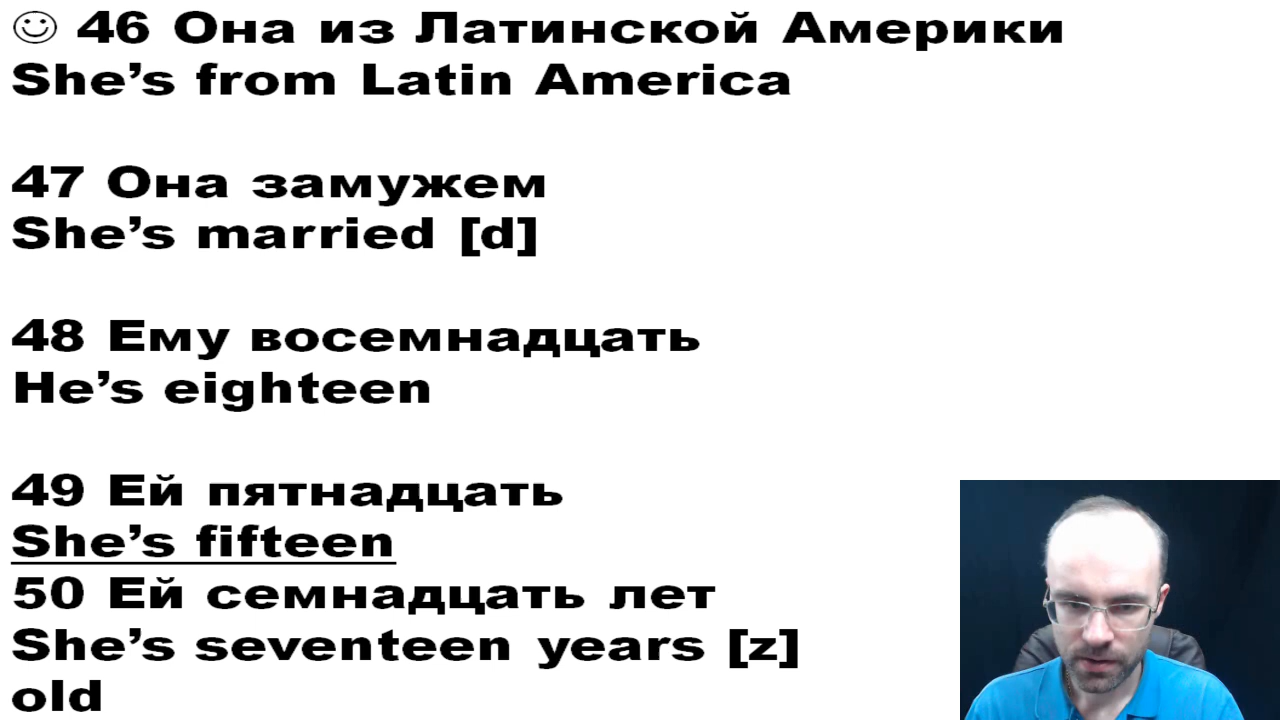 ☺ 46 Она из Латинской Америки
She’s from Latin America
47 Она замужем
She’s married [d]
48 Ему восемнадцать
He’s eighteen
49 Ей пятнадцать
She’s fifteen
50 Ей семнадцать лет
She’s seventeen years [z]
old